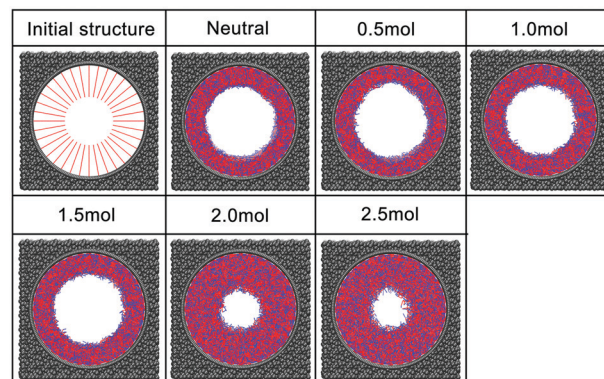 Initial structure
Neutral
0.5mol
1.0mol
1.5mol
2.0mol
2.5mol